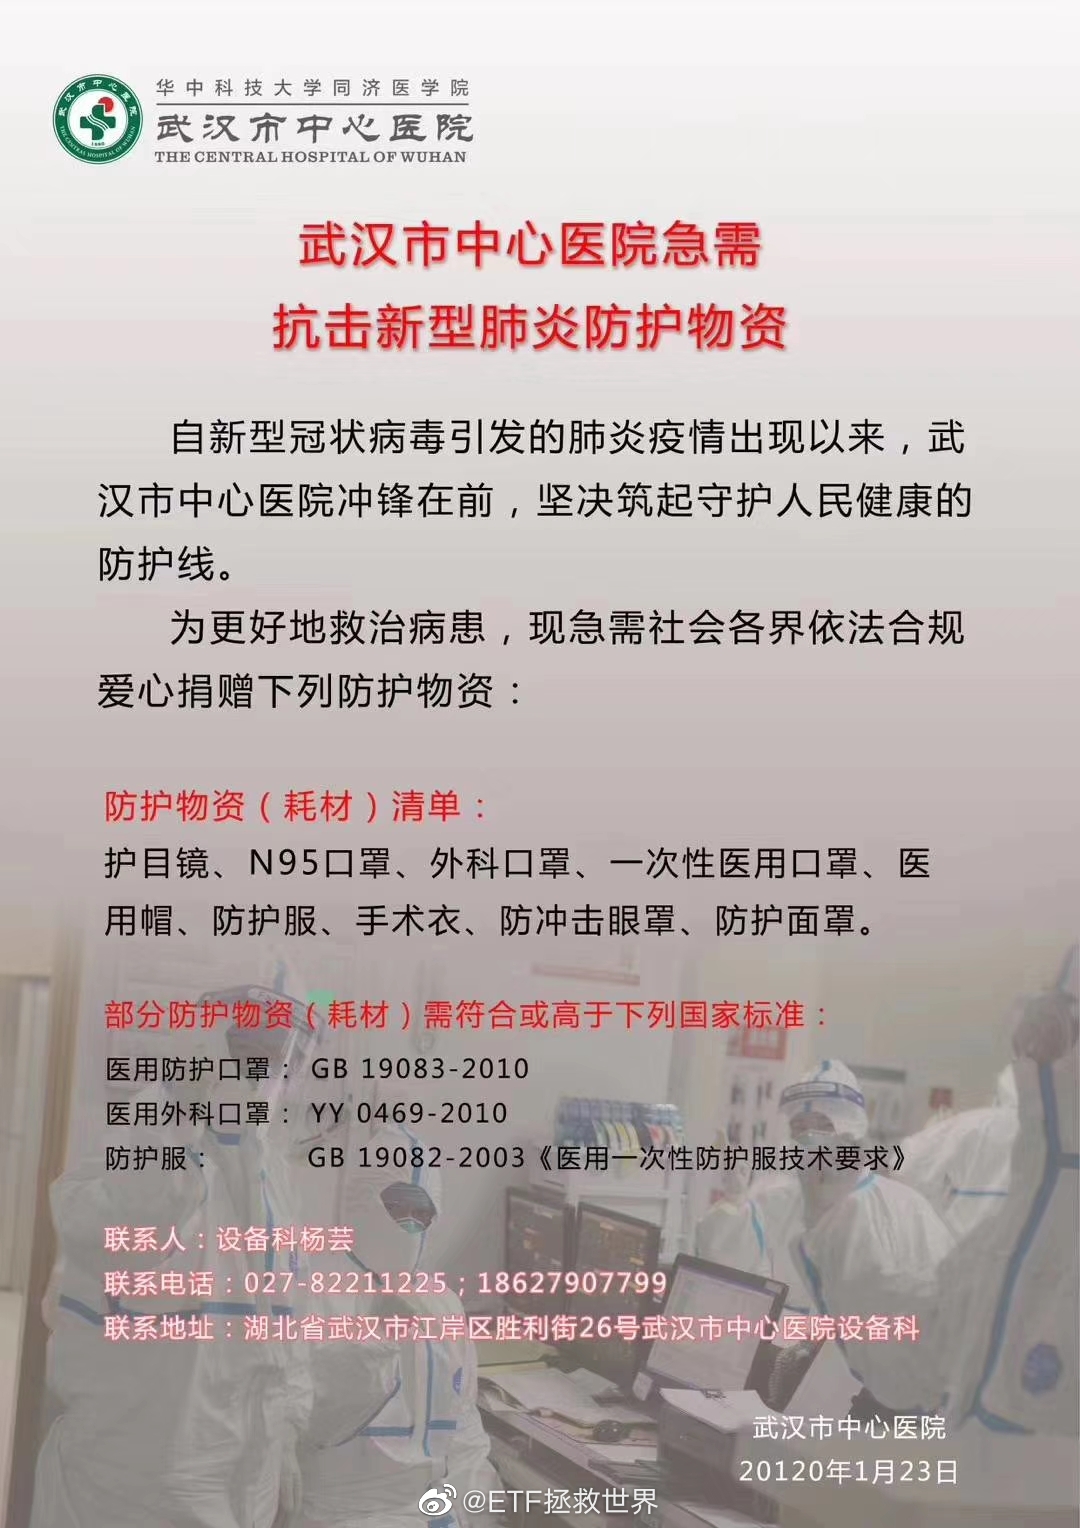 华中科技大学同济医学院
武汉市中心医院
THE CENTRAL HOSPITAL OF WUHAN
武汉市中心医院急需
抗击新型肺炎防护物资
自新型冠状病毒引发的肺炎疫情出现以来，武
汉市中心医院冲锋在前，坚决筑起守护人民健康的
防护线。
为更好地救治病患，现急需社会各界依法合规
爱心捐赠下列防护物资：
防护物资（耗材）清单：
护目镜、N95口罩、外科口罩、一次性医用口罩、医
用帽、防护服、手术衣、防冲击眼罩、防护面罩。
部分防护物资（耗材）需符合或高于下列国家标准：
医用防护口罩： GB 19083-2010
医用外科口罩： YY 0469-2010
防护服： GB 19082-2003《医用一次性防护服技术要求》
联系人：设备科杨芸
联系电话：027-82211225；18627907799
联系地址：湖北省武汉市江岸区胜利街26号武汉市中心医院设备科
武汉市中心医院
20120年1月23日
@ETF拯救世界